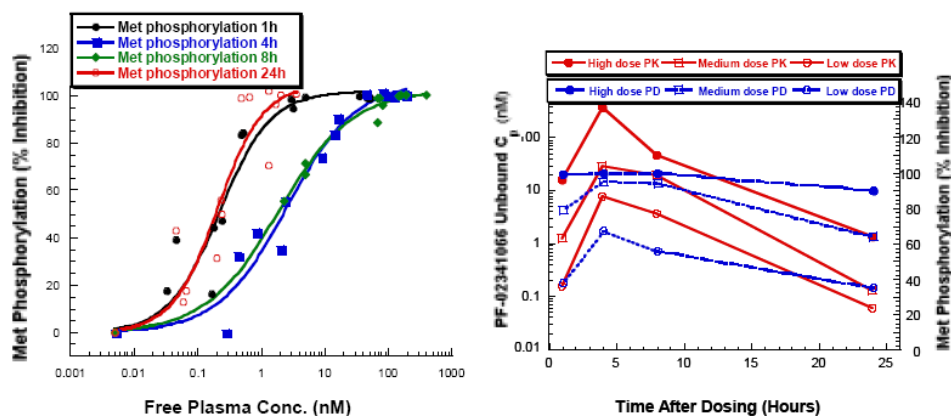 Met phosphorylation 1h
Met phosphorylation 4h
Met phosphorylation 8h
Met phosphorylation 24h
Met Phosphorylation (% Inhibition)
120
100
80
60
40
20
0
0.001 0.01 0.1 1 10 100 1000
Free Plasma Conc. (nM)
High dose PK Medium dose PK Low dose PK
High dose PD Medium dose PD Low dose PD
PF-02341066 Unbound C (nM)
10
1
0.1
0.01
140
120
100
80
60
40
20
0
Met Phosphorylation (% Inhibition)
0 5 10 15 20 25
Time After Dosing (Hours)